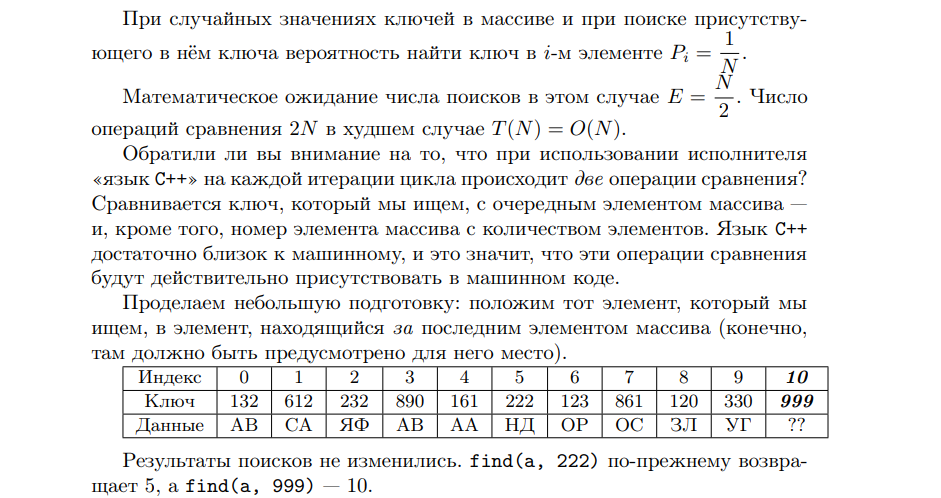 При случайных значениях ключей в массиве и при поиске присутству-
ющего в нём ключа вероятность найти ключ в i-м элементе P_i = 1/N.
Математическое ожидание числа поисков в этом случае E = N/2. Число
операций сравнения 2N в худшем случае T(N) = O(N).
Обратили ли вы внимание на то, что при использовании исполнителя
«язык C++» на каждой итерации цикла происходит две операции сравнения?
Сравнивается ключ, который мы ищем, с очередным элементом массива —
и, кроме того, номер элемента массива с количеством элементов. Язык C++
достаточно близок к машинному, и это значит, что эти операции сравнения
будут действительно присутствовать в машинном коде.
Проделаем небольшую подготовку: положим тот элемент, который мы
ищем, в элемент, находящийся за последним элементом массива (конечно,
там должно быть предусмотрено для него место).
Индекс 0 1 2 3 4 5 6 7 8 9 10
Ключ 132 612 232 890 161 222 123 861 120 330 999
Данные АВ СА ЯФ АВ АА НД ОР ОС ЗЛ УГ ??
Результаты поисков не изменились. find(a, 222) по-прежнему возвра-
щает 5, а find(a, 999) — 10.